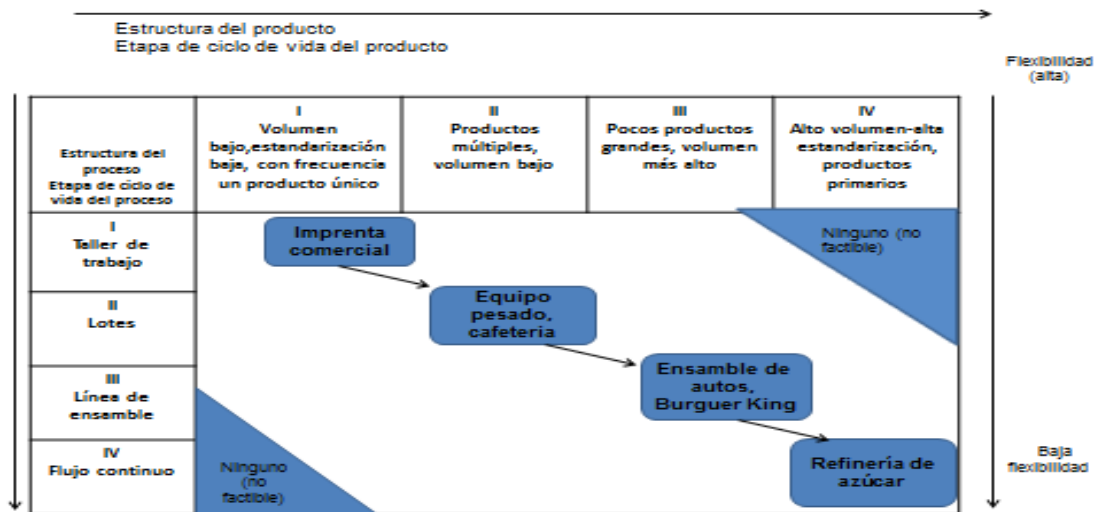 Estructura del producto
Etapa de ciclo de vida del producto
Flexibilidad
(alta)
Estructura del
proceso
Etapa de ciclo de
vida del proceso
I
Volumen
bajo,estandarización
baja, con frecuencia
un producto único
II
Productos
múltiples,
volumen bajo
III
Pocos productos
grandes, volumen
más alto
IV
Alto volumen-alta
estandarización,
productos
primarios
I
Taller de
trabajo
Imprenta
comercial
Ninguno (no
factible)
II
Lotes
Equipo
pesado,
cafeteria
III
Línea de
ensamble
Ensamble de
autos,
Burguer King
IV
Flujo continuo
Ninguno
(no
factible)
Refinería de
azúcar
Baja
flexibilidad